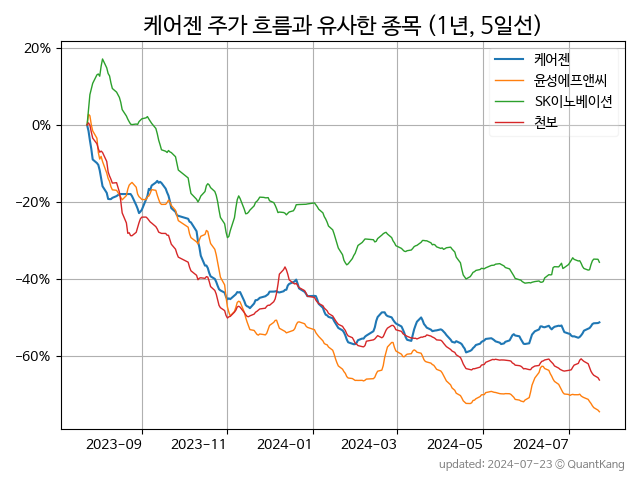 케어젠 주가 흐름과 유사한 종목 (1년, 5일선)
20%
0%
−20%
−40%
−60%
케어젠
윤성에프앤씨
SK이노베이션
천보
2023-09
2023-11
2024-01
2024-03
2024-05
2024-07
updated: 2024-07-23 © QuantKang